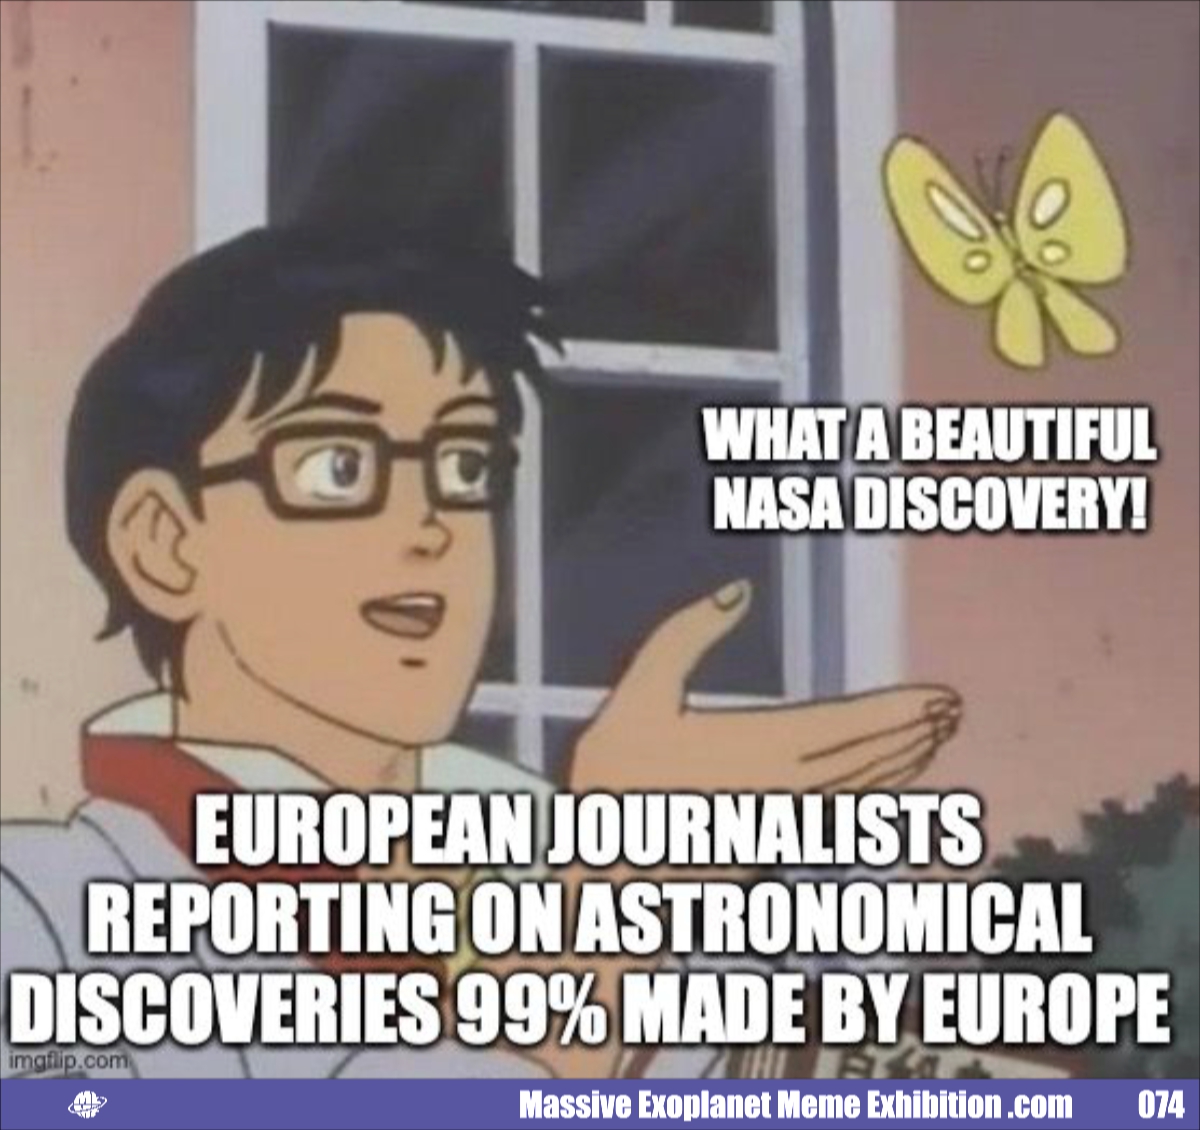 WHAT A BEAUTIFUL
NASA DISCOVERY!
EUROPEAN JOURNALISTS
REPORTING ON ASTRONOMICAL
DISCOVERIES 99% MADE BY EUROPE
imgflip.com
Massive Exoplanet Meme Exhibition .com 074